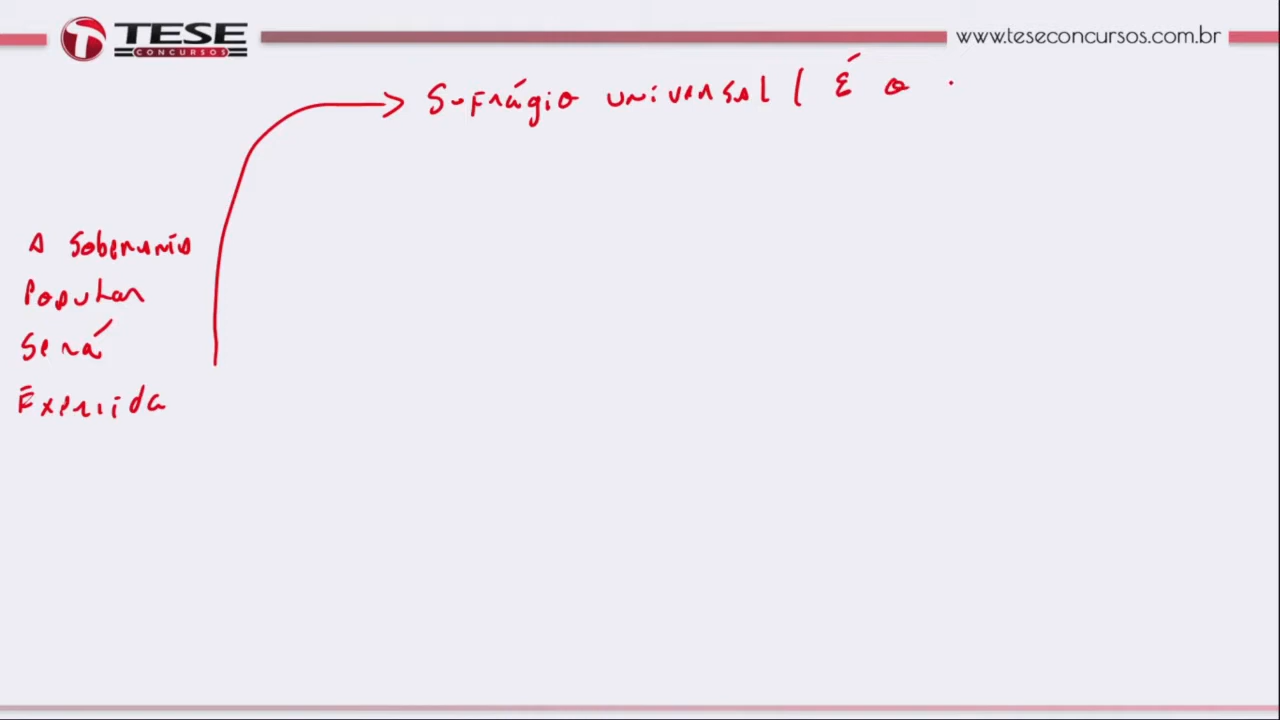 TESE
CONCURSOS
www.teseconcursos.com.br
Sufrágio universal ( É o
A Soberania
Popular
Será
Exercida